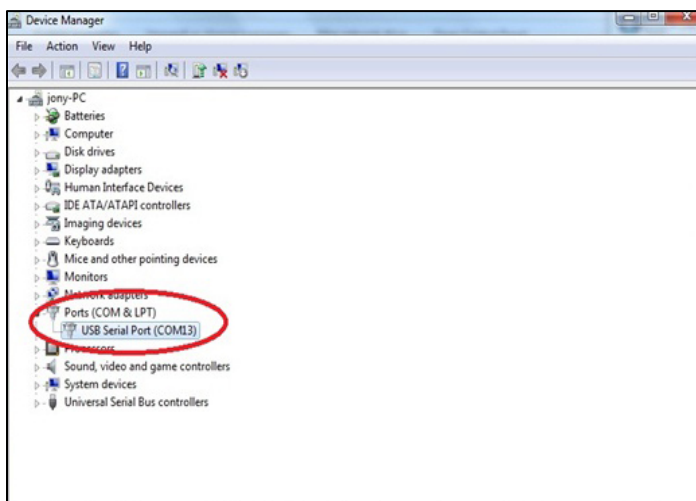 Device Manager
File Action View Help
jony-PC
Batteries
Computer
Disk drives
Display adapters
Human Interface Devices
IDE ATA/ATAPI controllers
Imaging devices
Keyboards
Mice and other pointing devices
Monitors
Network adapters
Ports (COM & LPT)
USB Serial Port (COM13)
Processors
Sound, video and game controllers
System devices
Universal Serial Bus controllers